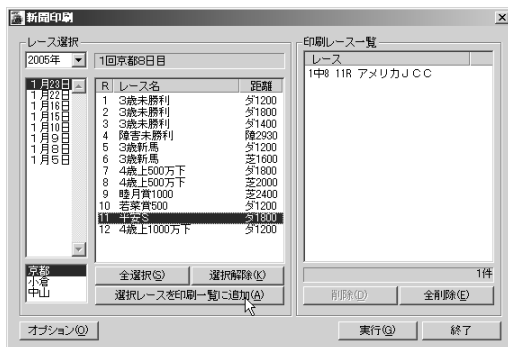 新聞印刷
レース選択
2005年
1回京都8日目
1月23日
1月22日
1月16日
1月15日
1月10日
1月9日
1月8日
1月5日
R レース名 距離
1 3歳未勝利 ダ1200
2 3歳未勝利 ダ1800
3 3歳未勝利 ダ1400
4 障害未勝利 障2930
5 3歳新馬 ダ1200
6 3歳新馬 芝1600
7 4歳上500万下 ダ1800
8 4歳上500万下 芝2000
9 睦月賞1000 芝2400
10 若菜賞500 ダ1200
11 平安S ダ1800
12 4歳上1000万下 ダ1200
京都
小倉
中山
全選択(S) 選択解除(K)
選択レースを印刷一覧に追加(A)
印刷レース一覧
レース
1中8 11R アメリカJCC
1件
削除(D) 全削除(E)
オプション(O) 実行(G) 終了